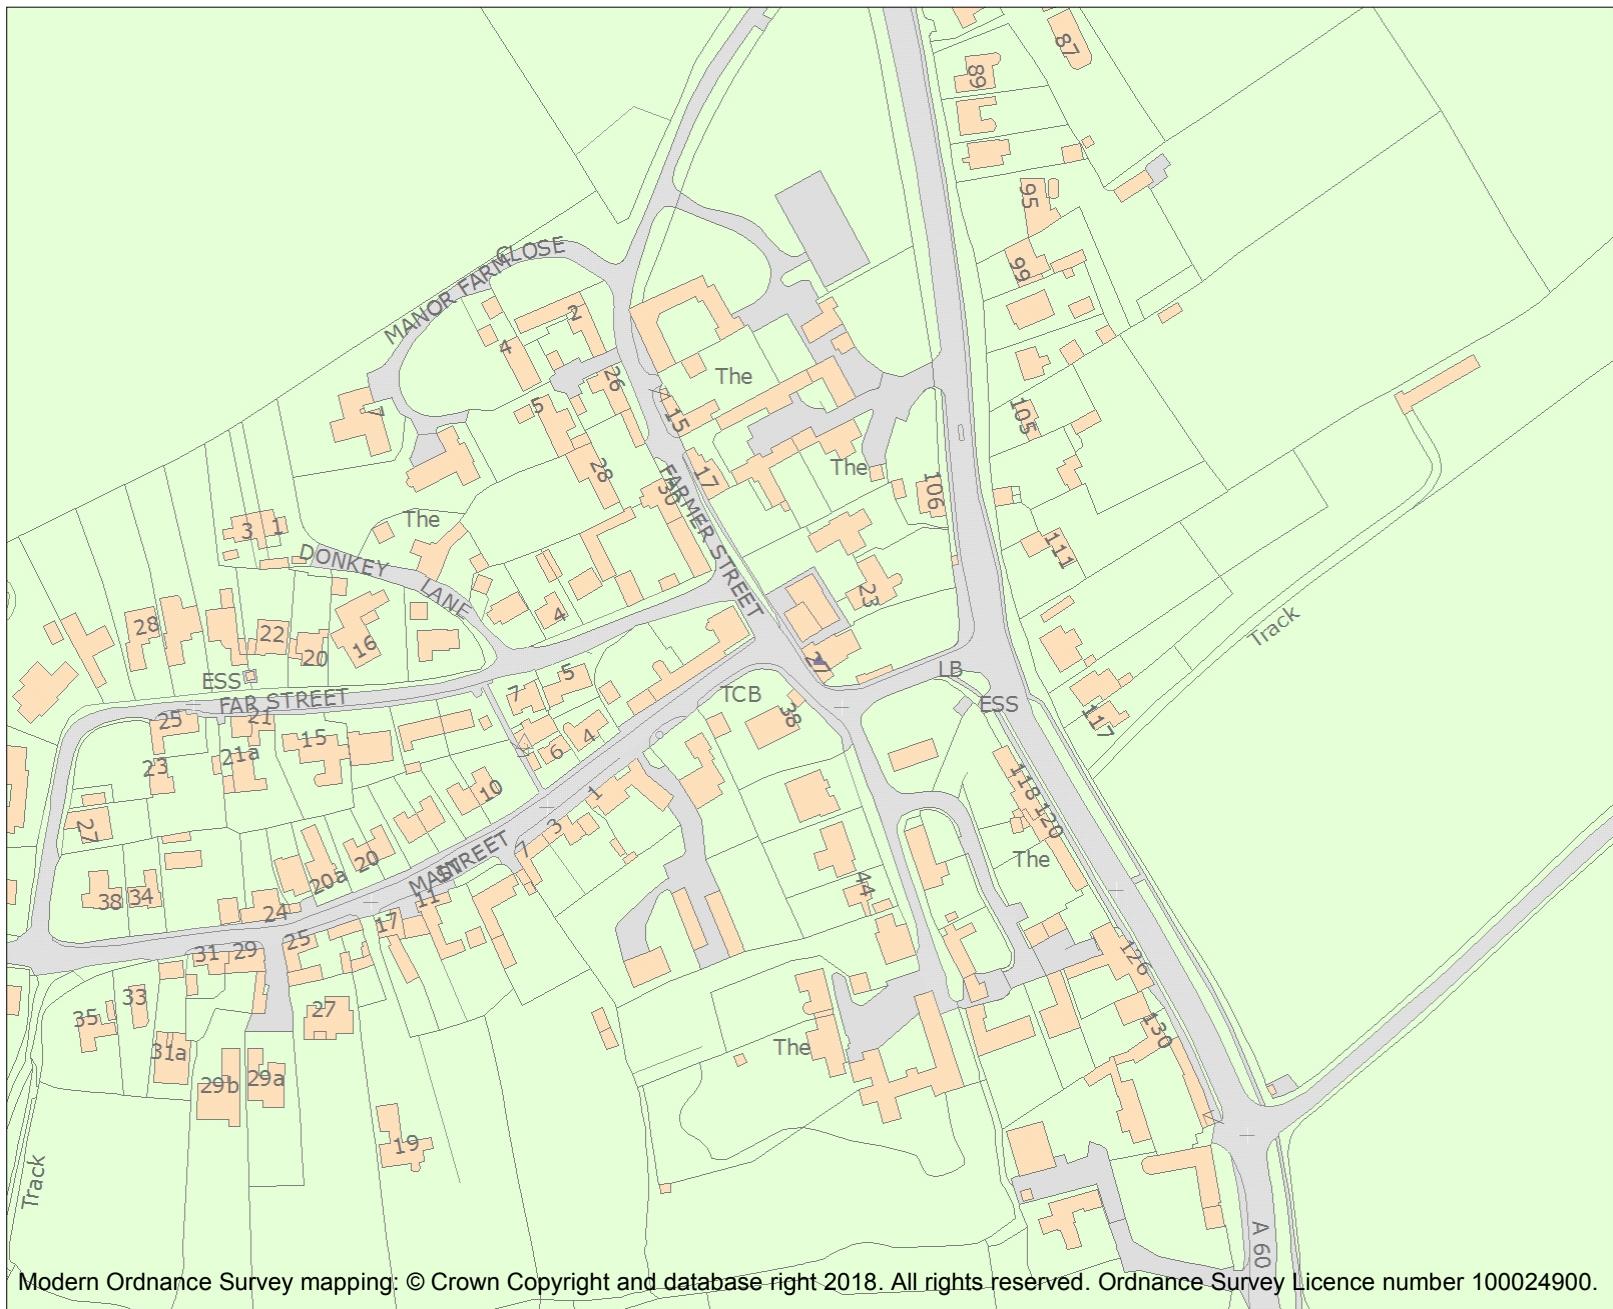 87
89
95
99
CLOSE
MANOR FARM
2
4
The
26
7
5
15
105
The
28
17
30
106
The
3
1
FARMER STREET
111
DONKEY
LANE
23
4
28
22
20
16
Track
27
LB
ESS
5
7
TCB
38
ESS
FAR STREET
25
21
117
15
21a
4
6
23
118
10
1
120
27
3
7
MAIN STREET
The
20
20a
44
38
34
11
24
17
25
31
29
126
33
27
35
130
31a
The
29a
29b
19
Track
A 60
Modern Ordnance Survey mapping: © Crown Copyright and database right 2018. All rights reserved. Ordnance Survey Licence number 100024900.